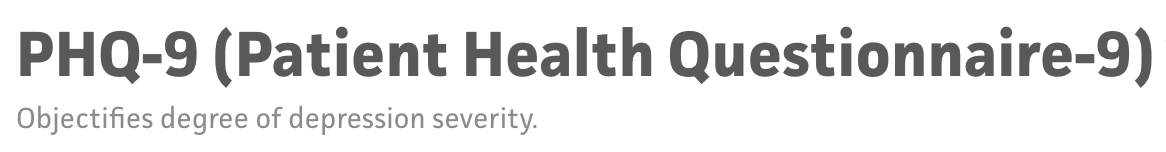 PHQ-9 (Patient Health Questionnaire-9)
Objectifies degree of depression severity.